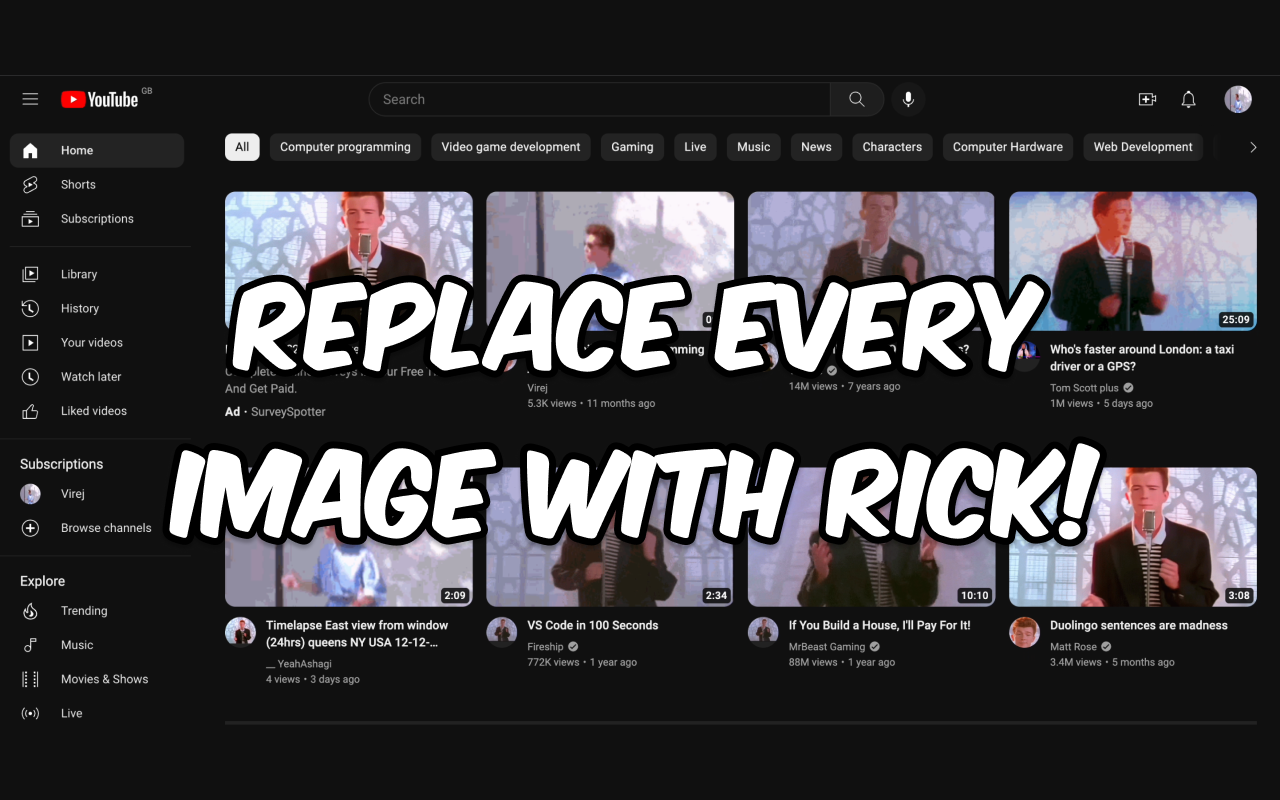 YouTube GB
Search
Home
Shorts
Subscriptions
Library
History
Your videos
Watch later
Liked videos
Subscriptions
Virej
Browse channels
Explore
Trending
Music
Movies & Shows
Live
All
Computer programming
Video game development
Gaming
Live
Music
News
Characters
Computer Hardware
Web Development
REPLACE EVERY
IMAGE WITH RICK!
And Get Paid.
Ad • SurveySpotter
Virej
5.3K views • 11 months ago
14M views • 7 years ago
25:09
Who's faster around London: a taxi
driver or a GPS?
Tom Scott plus
1M views • 5 days ago
2:09
Timelapse East view from window
(24hrs) queens NY USA 12-12-...
__ YeahAshagi
4 views • 3 days ago
2:34
VS Code in 100 Seconds
Fireship
772K views • 1 year ago
10:10
If You Build a House, I'll Pay For It!
MrBeast Gaming
88M views • 1 year ago
3:08
Duolingo sentences are madness
Matt Rose
3.4M views • 5 months ago